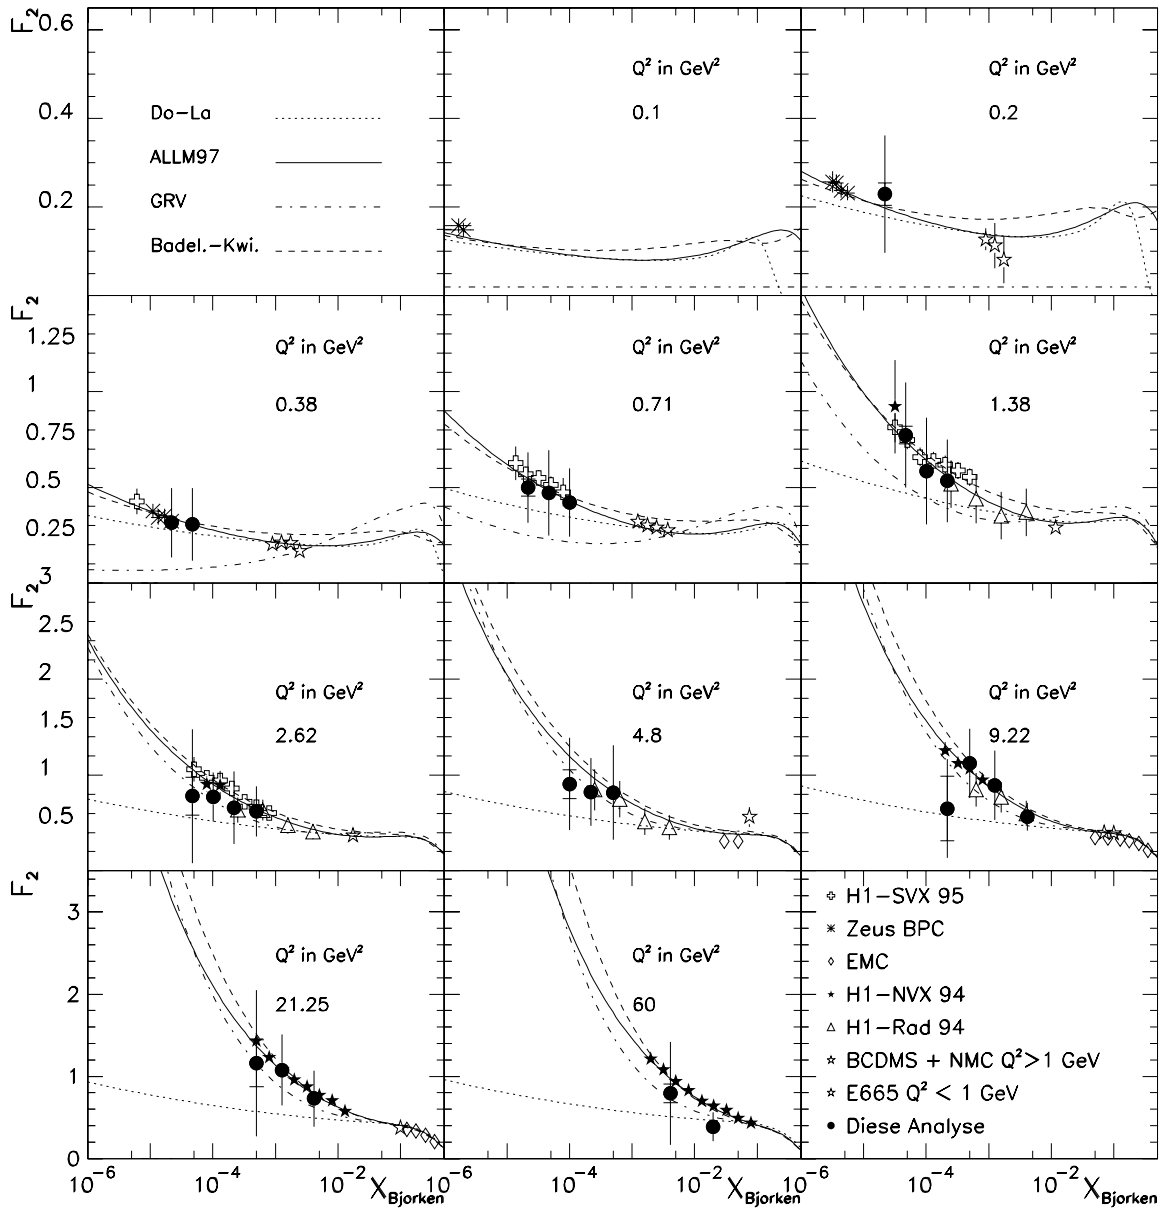 F₂
0.6
0.4
0.2
Do-La
ALLM97
GRV
Badel.-Kwi.
Q² in GeV²
0.1
Q² in GeV²
0.2
F₂
1.25
1
0.75
0.5
0.25
Q² in GeV²
0.38
Q² in GeV²
0.71
Q² in GeV²
1.38
F₂
3
2.5
2
1.5
1
0.5
Q² in GeV²
2.62
Q² in GeV²
4.8
Q² in GeV²
9.22
F₂
3
2
1
0
Q² in GeV²
21.25
Q² in GeV²
60
H1-SVX 95
Zeus BPC
EMC
H1-NVX 94
H1-Rad 94
BCDMS + NMC Q²>1 GeV
E665 Q² < 1 GeV
Diese Analyse
10⁻⁶ 10⁻⁴ 10⁻² X Bjørken
10⁻⁶ 10⁻⁴ 10⁻² X Bjørken
10⁻⁶ 10⁻⁴ 10⁻² X Bjørken